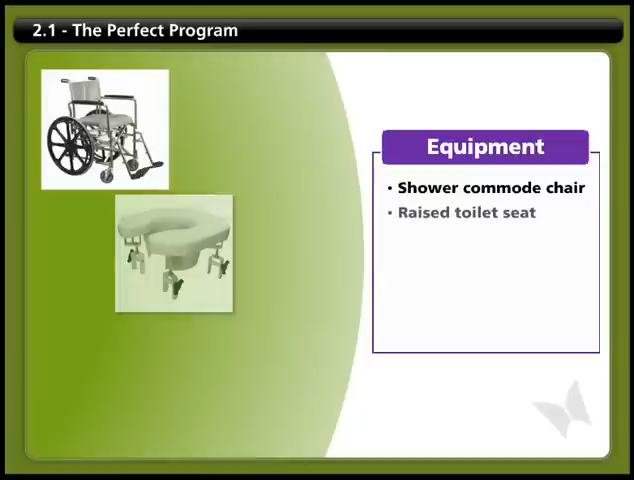 2.1 - The Perfect Program
Equipment
• Shower commode chair
• Raised toilet seat